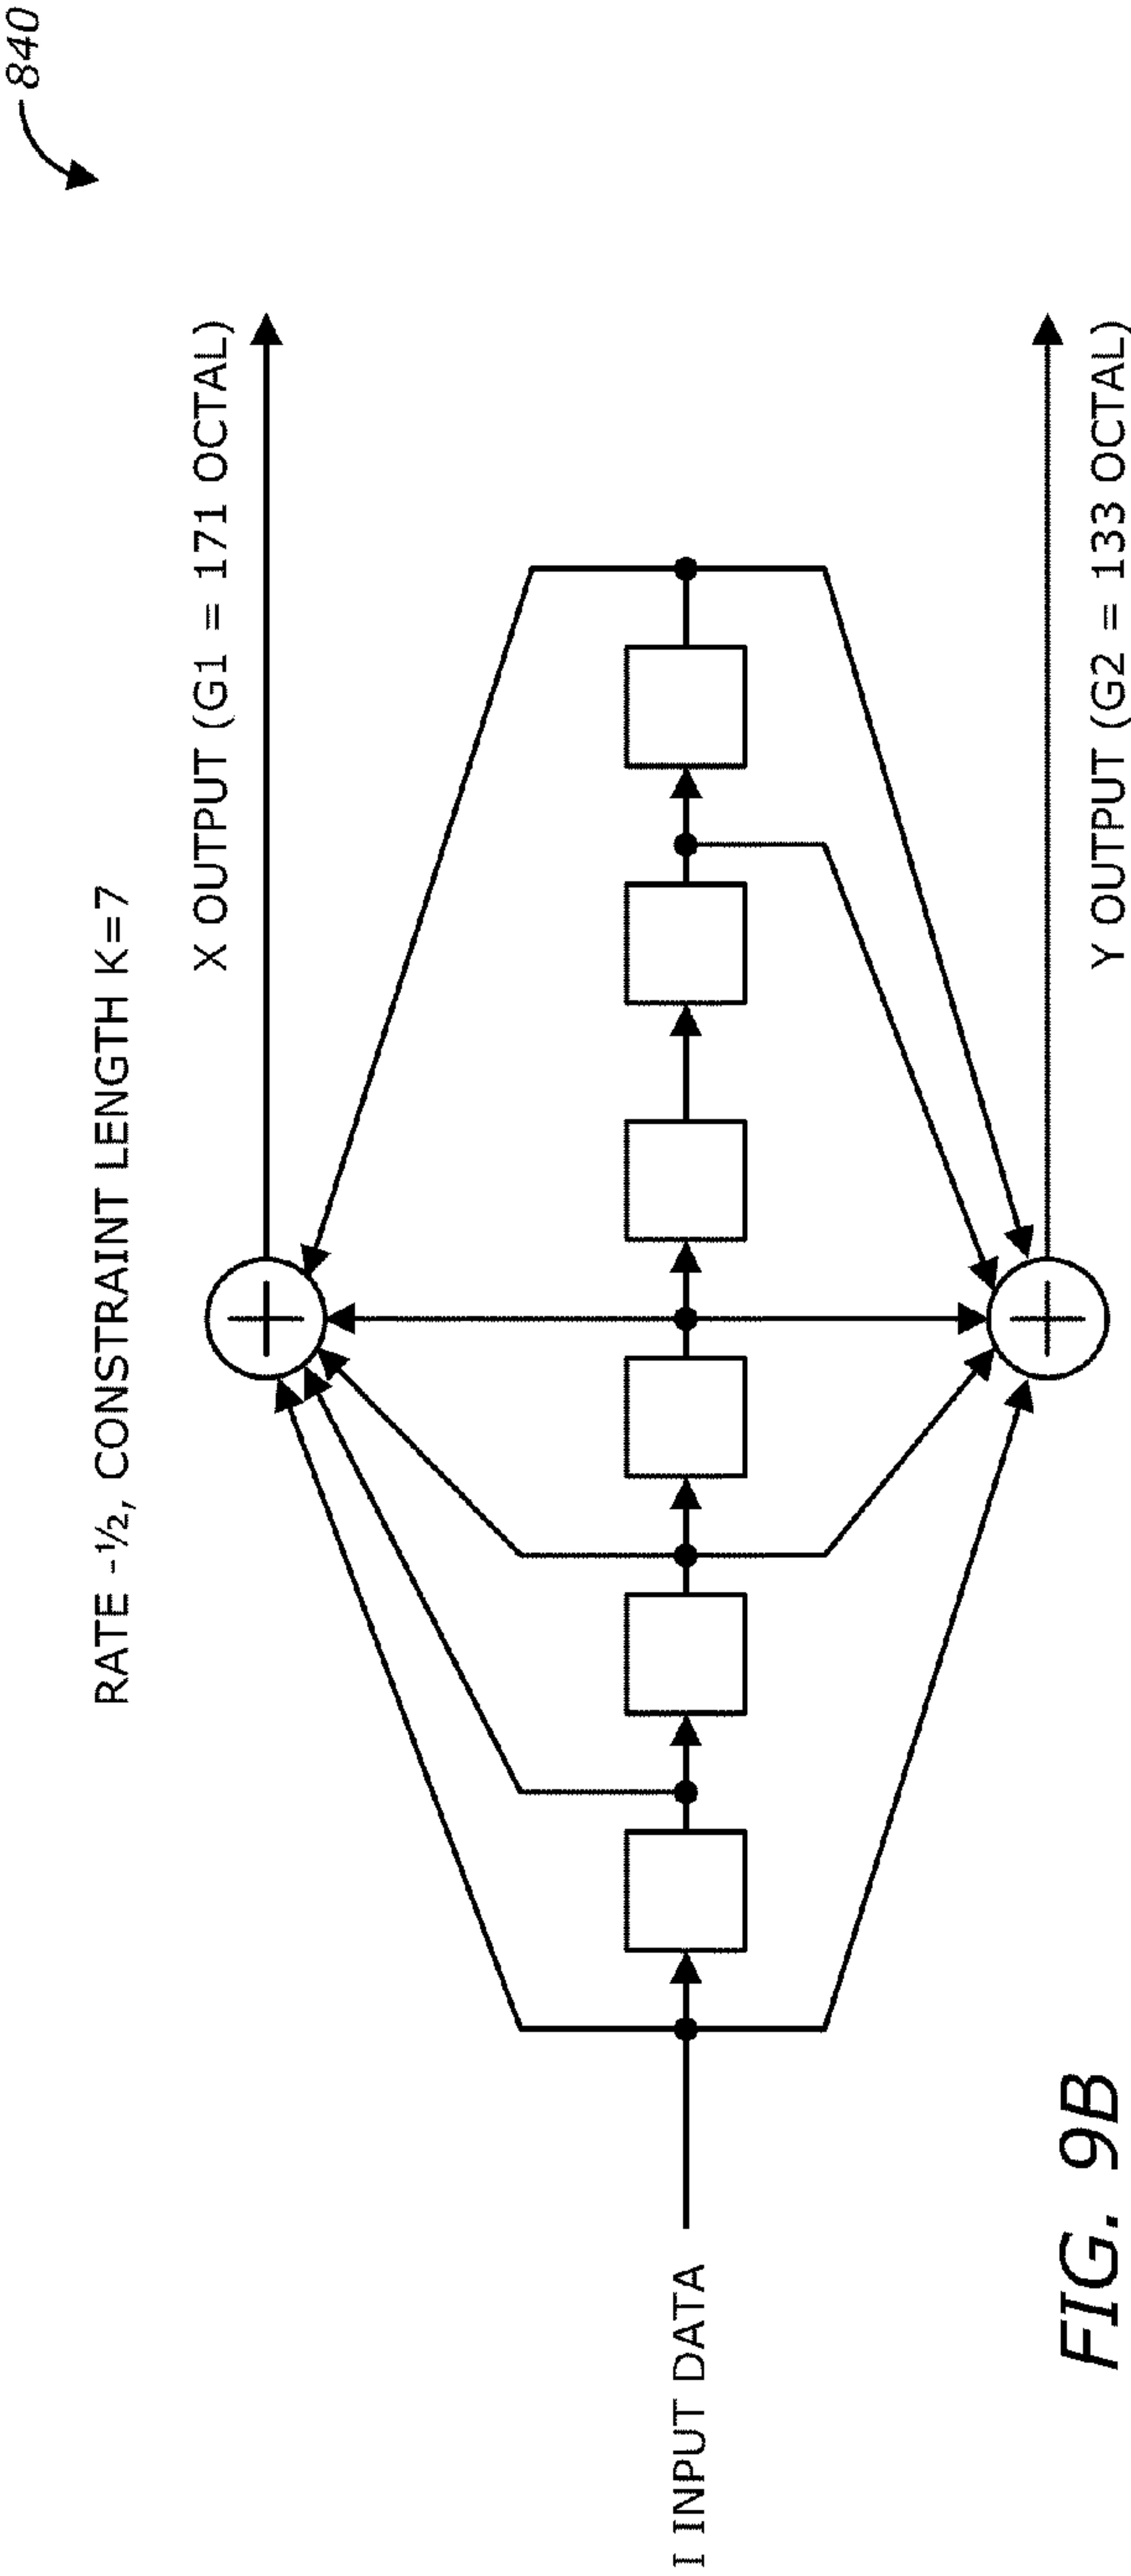 840
RATE -½, CONSTRAINT LENGTH K=7
X OUTPUT (G1 = 171 OCTAL)
I INPUT DATA
Y OUTPUT (G2 = 133 OCTAL)
FIG. 9B